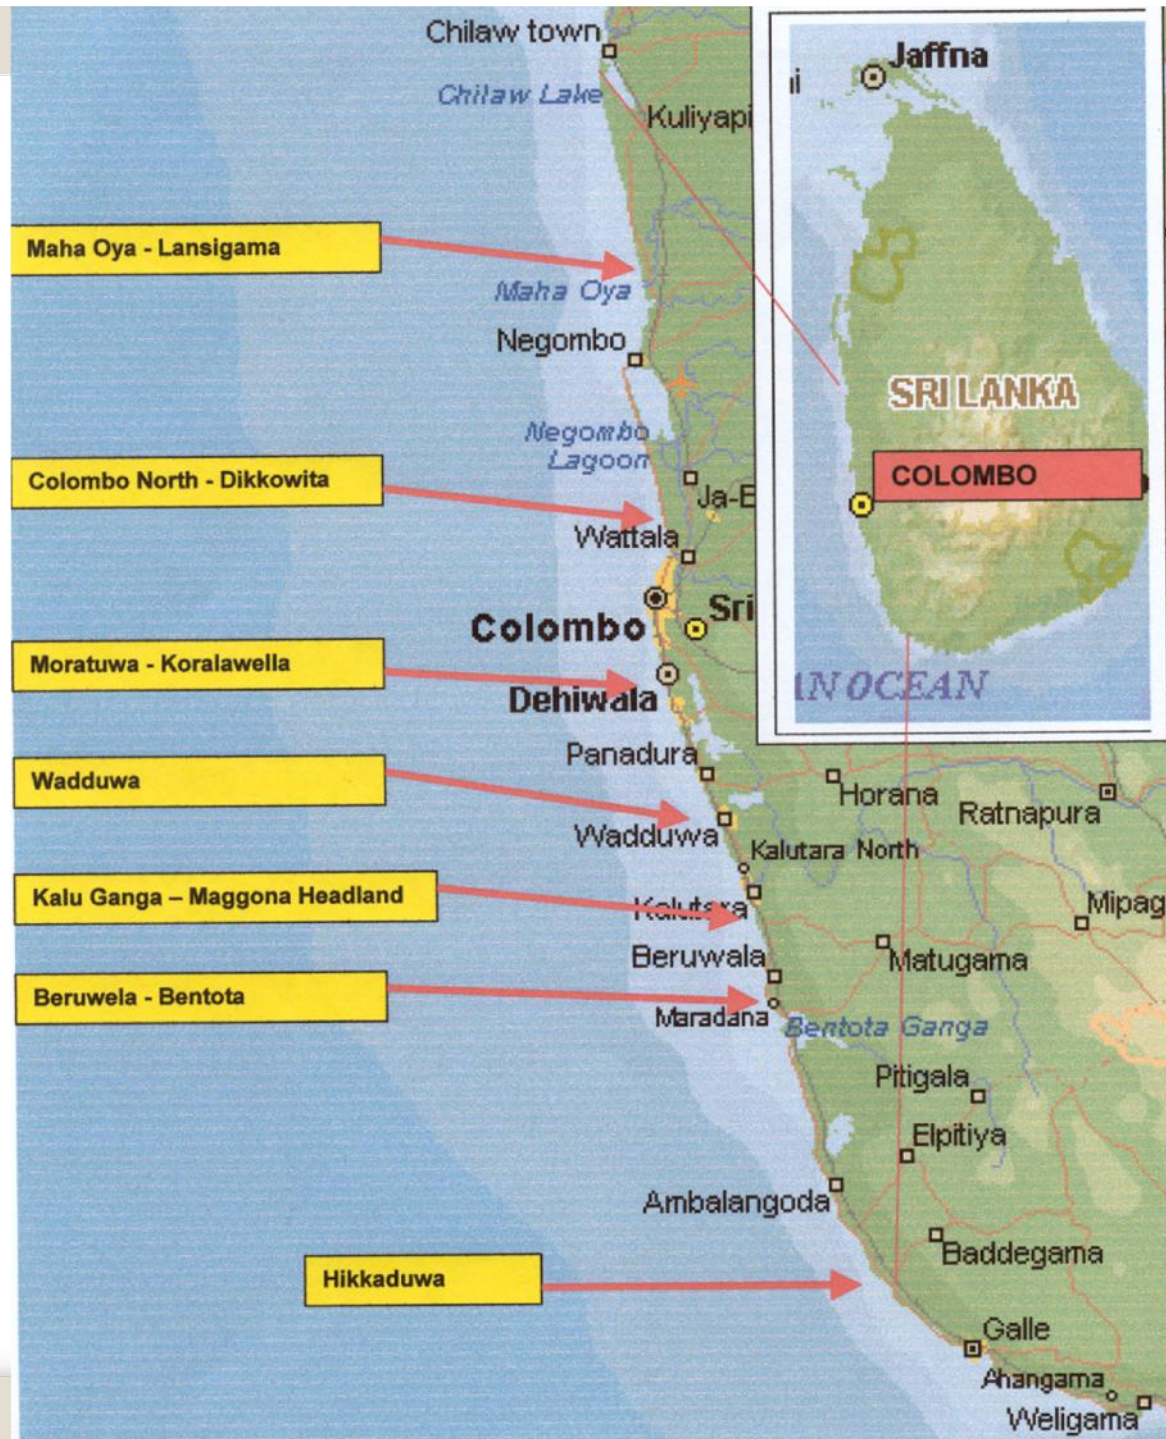 Chilaw town
Chilaw Lake
Kuliyapi
Maha Oya - Lansigama
Maha Oya
Negombo
Negombo
Lagoon
Colombo North - Dikkowita
Ja-E
Wattala
Colombo
Sri
Moratuwa - Koralawella
Dehiwala
Panadura
Wadduwa
Horana
Ratnapura
Wadduwa
Kalutara North
Kalu Ganga – Maggona Headland
Kalutara
Mipag
Beruwala
Matugama
Beruwela - Bentota
Maradana
Bentota Ganga
Pitigala
Elpitiya
Ambalangoda
Baddegama
Hikkaduwa
Galle
Ahangama
Weligama
Jaffna
SRI LANKA
COLOMBO
N OCEAN